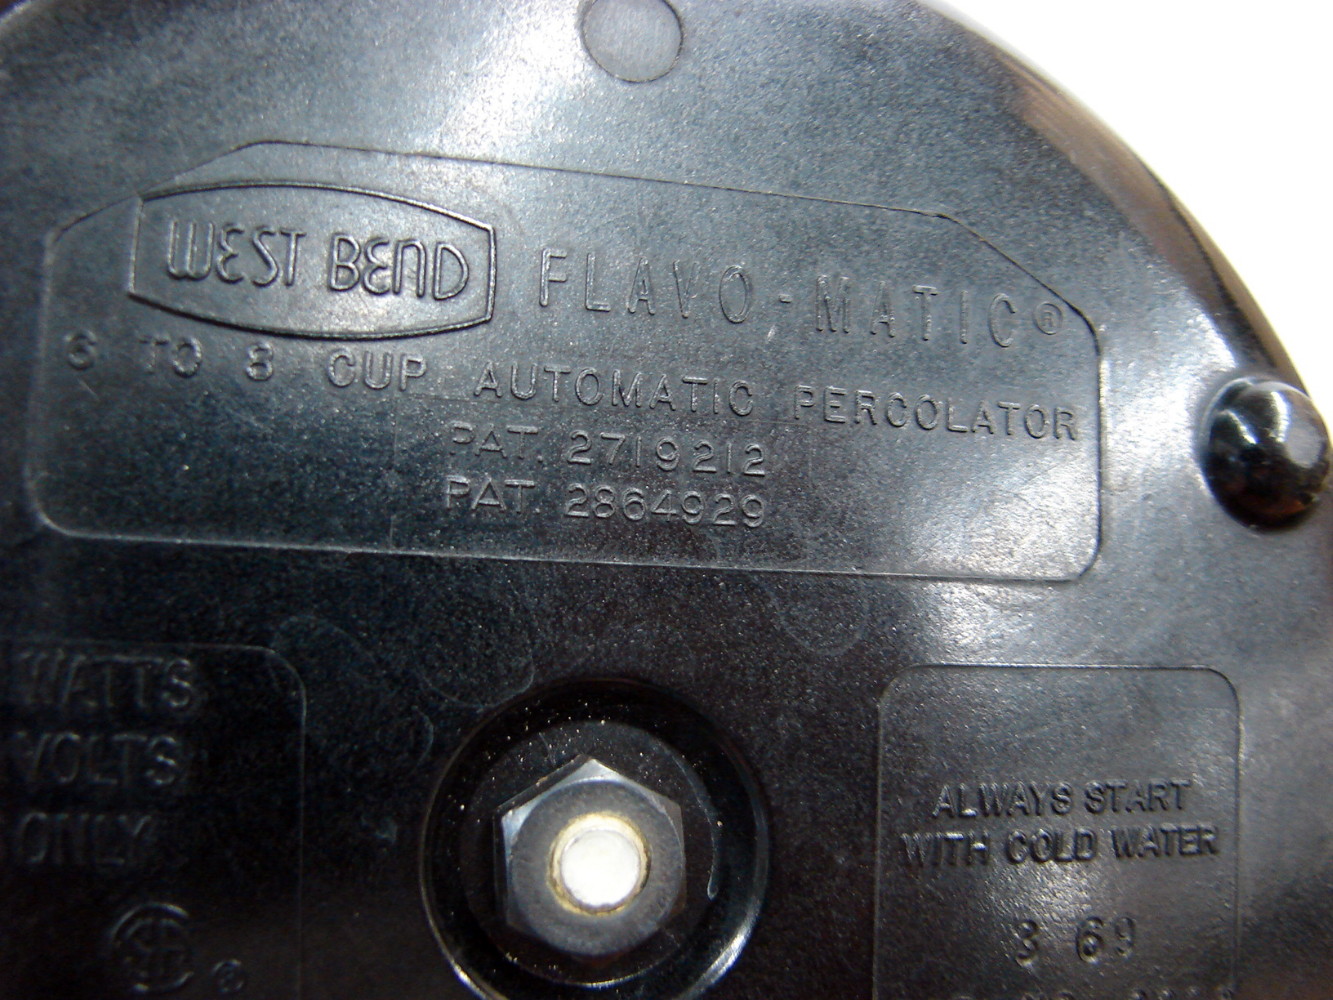 WEST BEND FLAVO-MATIC®
6 TO 8 CUP AUTOMATIC PERCOLATOR
PAT. 2719212
PAT. 2864929
WATTS
VOLTS
ONLY
SA ®
ALWAYS START
WITH COLD WATER
3 69